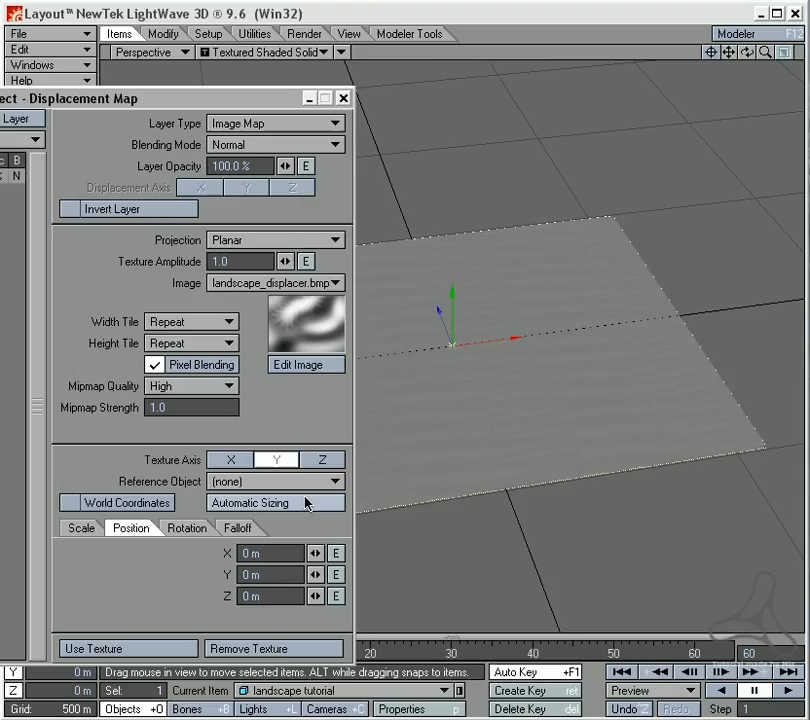 Layout™ NewTek LightWave 3D ® 9.6 (Win32)
File Items Modify Setup Utilities Render View Modeler Tools Modeler F12
Edit Perspective Textured Shaded Solid
Windows
Help
ect - Displacement Map
Layer Layer Type Image Map
Blending Mode Normal
c B Layer Opacity 100.0 % E
% N Displacement Axis X Y Z
Invert Layer
Projection Planar
Texture Amplitude 1.0 E
Image landscape_displacer.bmp
Width Tile Repeat
Height Tile Repeat
Pixel Blending Edit Image
Mipmap Quality High
Mipmap Strength 1.0
Texture Axis X Y Z
Reference Object (none)
World Coordinates Automatic Sizing
Scale Position Rotation Falloff
X 0 m E
Y 0 m E
Z 0 m E
Use Texture Remove Texture
20 30 40 50 60
Y 0 m Drag mouse in view to move selected items. ALT while dragging snaps to items. Auto Key +F1
Z 0 m Sel: 1 Current Item landscape tutorial Create Key ret Preview
Grid: 500 m Objects +O Bones +B Lights +L Cameras +C Properties p Delete Key del Undo ^Z Redo Step 1